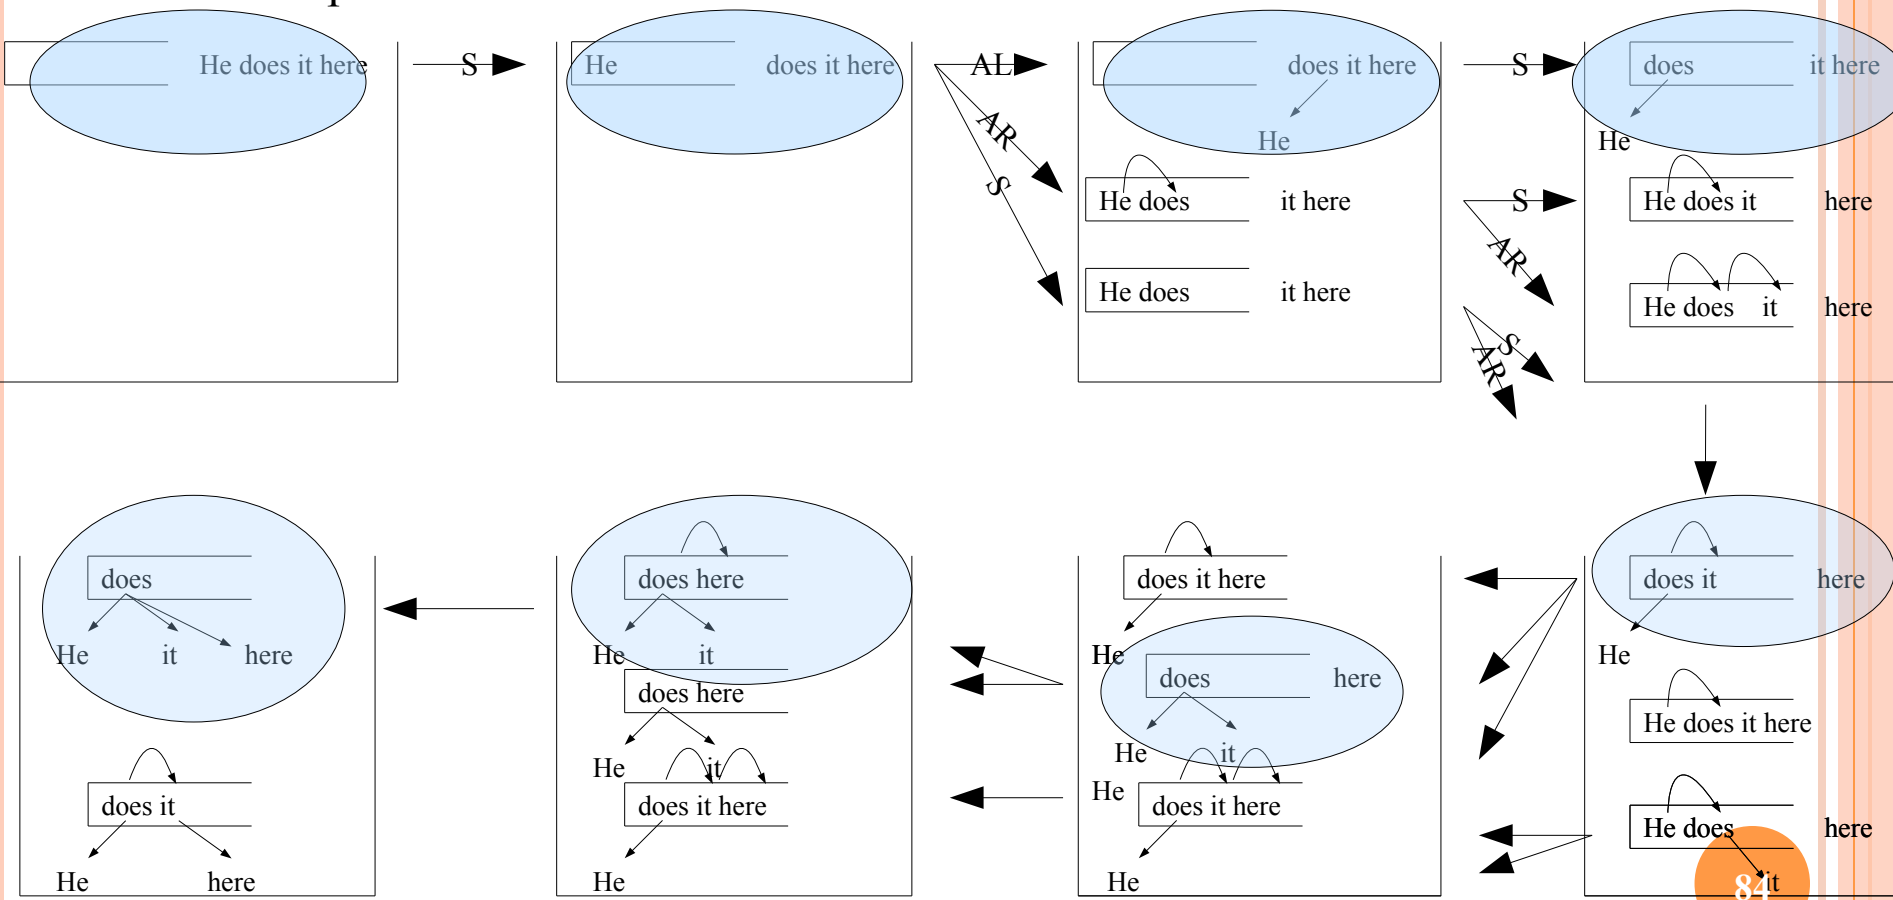 He does it here
S
He does it here
AL
AR
S
does it here
He
He does it here
He does it here
S
S
AR
S
AR
does it here
He
He does it here
He does it here
does
He it here
does it
He here
does here
He it
does here
He it
does it here
He
does it here
He
does here
He it
He
does it here
He
does it here
He
He does it here
He does here
it
84